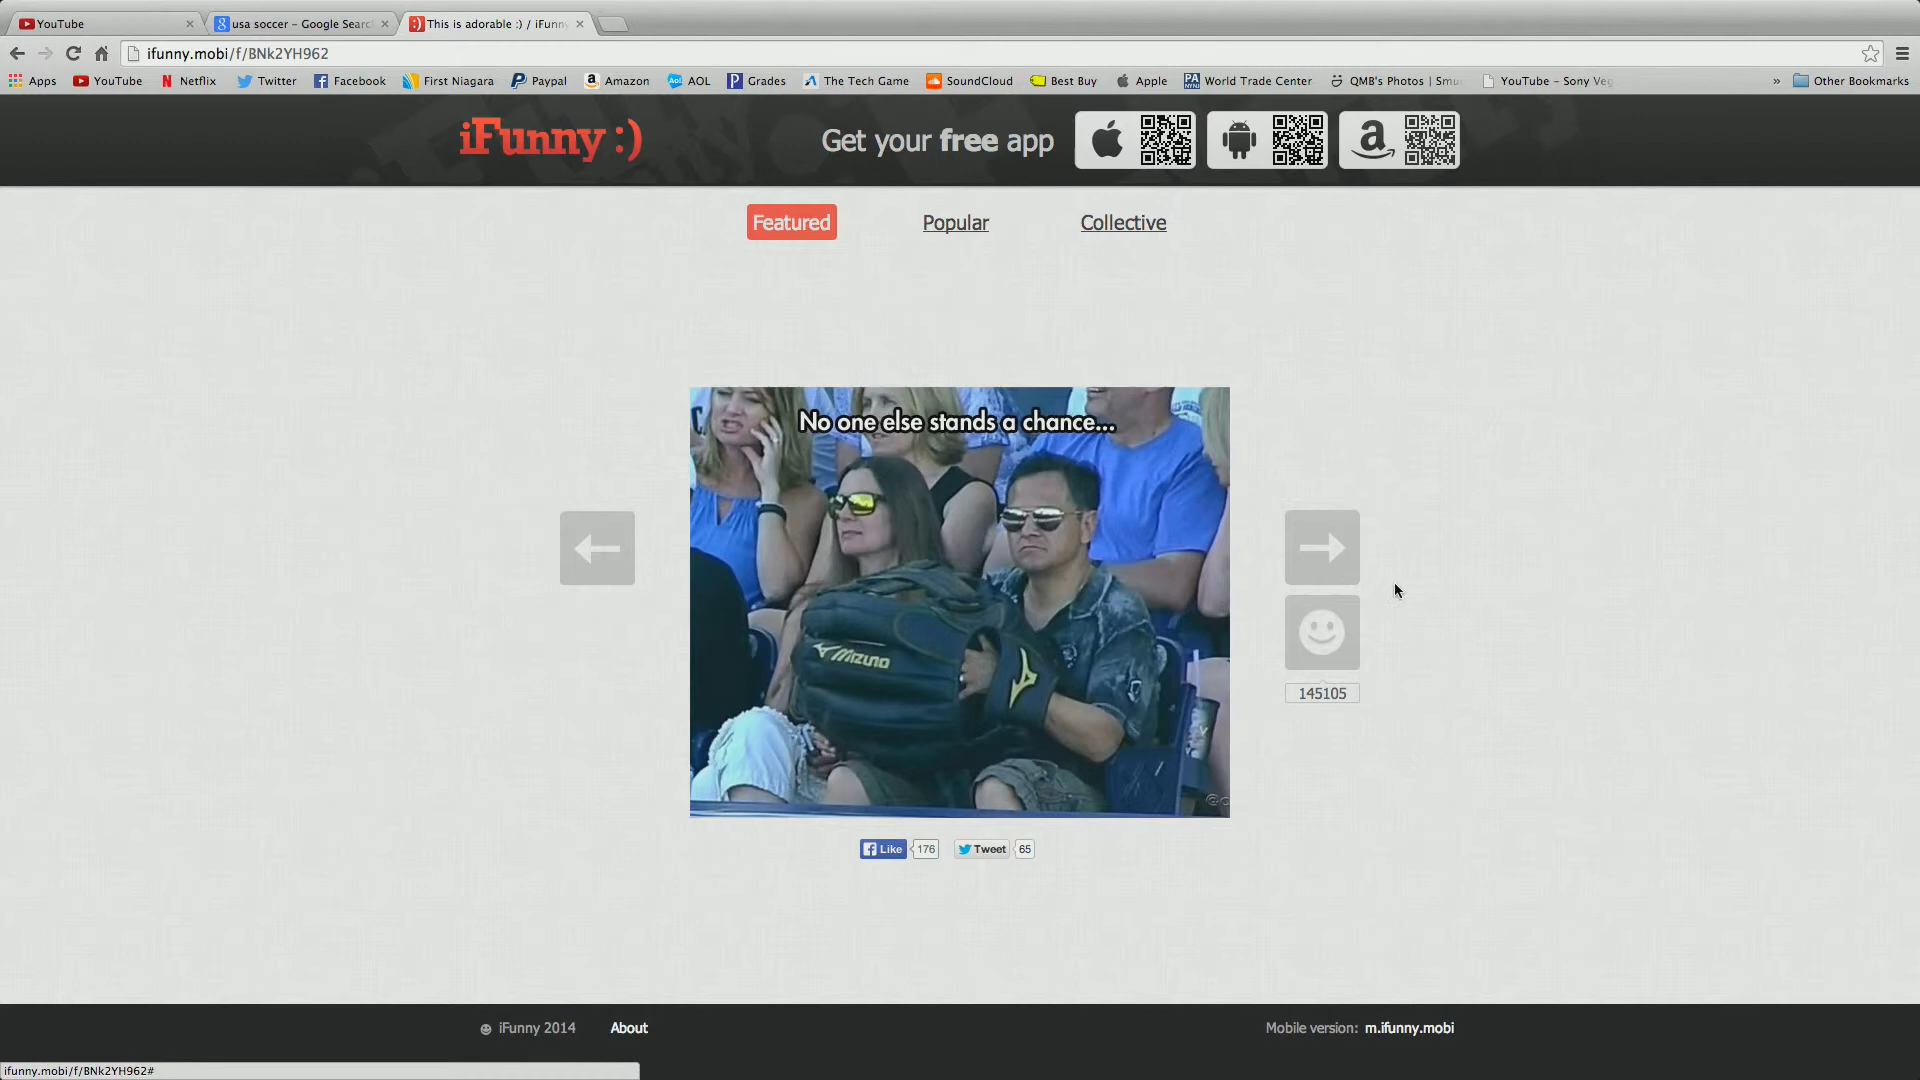 YouTube
usa soccer - Google Searc
This is adorable :) / iFunn
ifunny.mobi/f/BNk2YH962
Apps YouTube Netflix Twitter Facebook First Niagara Paypal Amazon AOL Grades The Tech Game SoundCloud Best Buy Apple World Trade Center QMB's Photos | Smu YouTube - Sony Veg » Other Bookmarks
iFunny :)
Get your free app
Featured Popular Collective
No one else stands a chance...
MIZUNO
145105
Like 176 Tweet 65
iFunny 2014 About Mobile version: m.ifunny.mobi
ifunny.mobi/f/BNk2YH962#